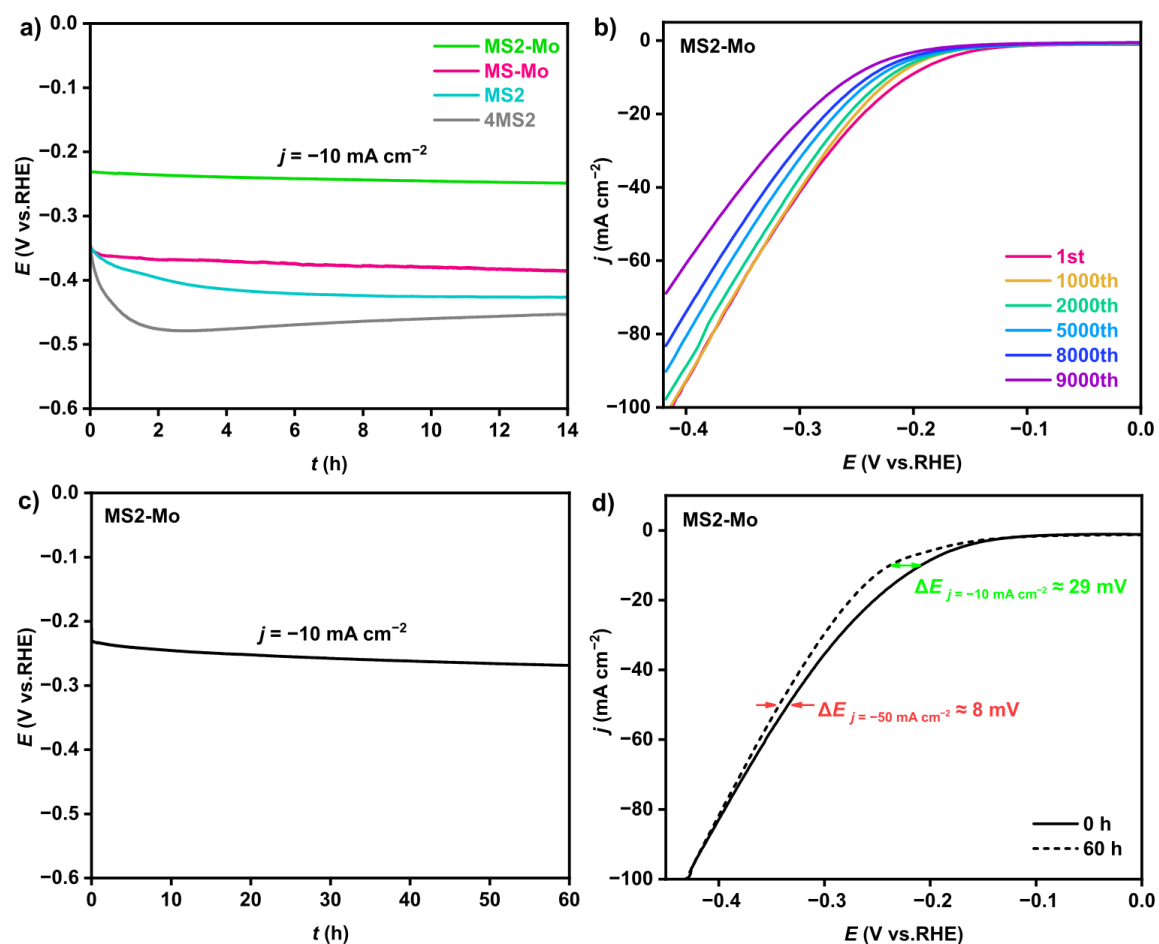 a)
MS2-Mo
MS-Mo
MS2
4MS2
j = −10 mA cm⁻²
E (V vs.RHE)
0.0
−0.1
−0.2
−0.3
−0.4
−0.5
−0.6
0 2 4 6 8 10 12 14
t (h)
b)
MS2-Mo
j (mA cm⁻²)
0
−20
−40
−60
−80
−100
1st
1000th
2000th
5000th
8000th
9000th
−0.4 −0.3 −0.2 −0.1 0.0
E (V vs.RHE)
c)
MS2-Mo
j = −10 mA cm⁻²
E (V vs.RHE)
0.0
−0.1
−0.2
−0.3
−0.4
−0.5
−0.6
0 10 20 30 40 50 60
t (h)
d)
MS2-Mo
j (mA cm⁻²)
0
−20
−40
−60
−80
−100
ΔE j = −10 mA cm⁻² ≈ 29 mV
ΔE j = −50 mA cm⁻² ≈ 8 mV
0 h
60 h
−0.4 −0.3 −0.2 −0.1 0.0
E (V vs.RHE)